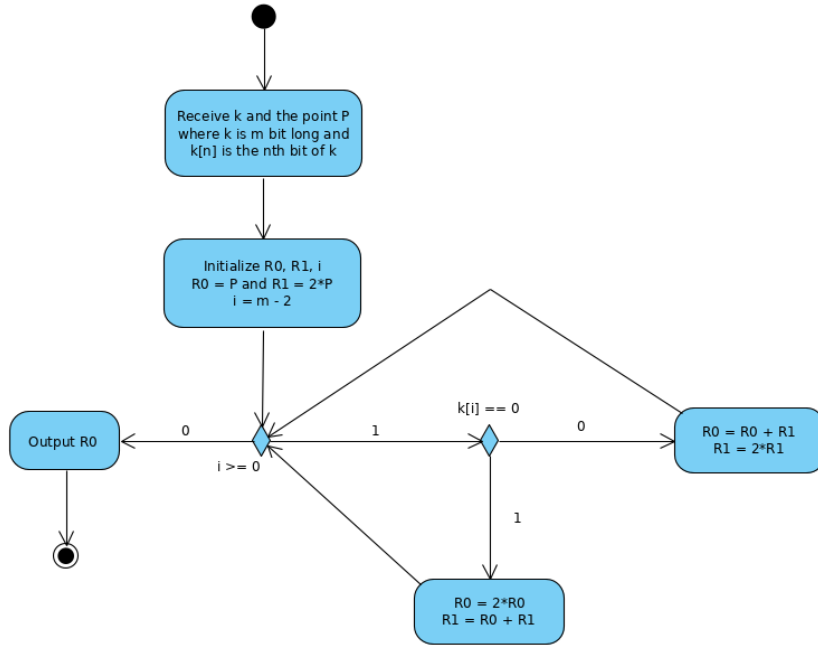 Receive k and the point P
where k is m bit long and
k[n] is the nth bit of k
Initialize R0, R1, i
R0 = P and R1 = 2*P
i = m - 2
k[i] == 0
Output R0
0
1
0
R0 = R0 + R1
R1 = 2*R1
i >= 0
1
R0 = 2*R0
R1 = R0 + R1